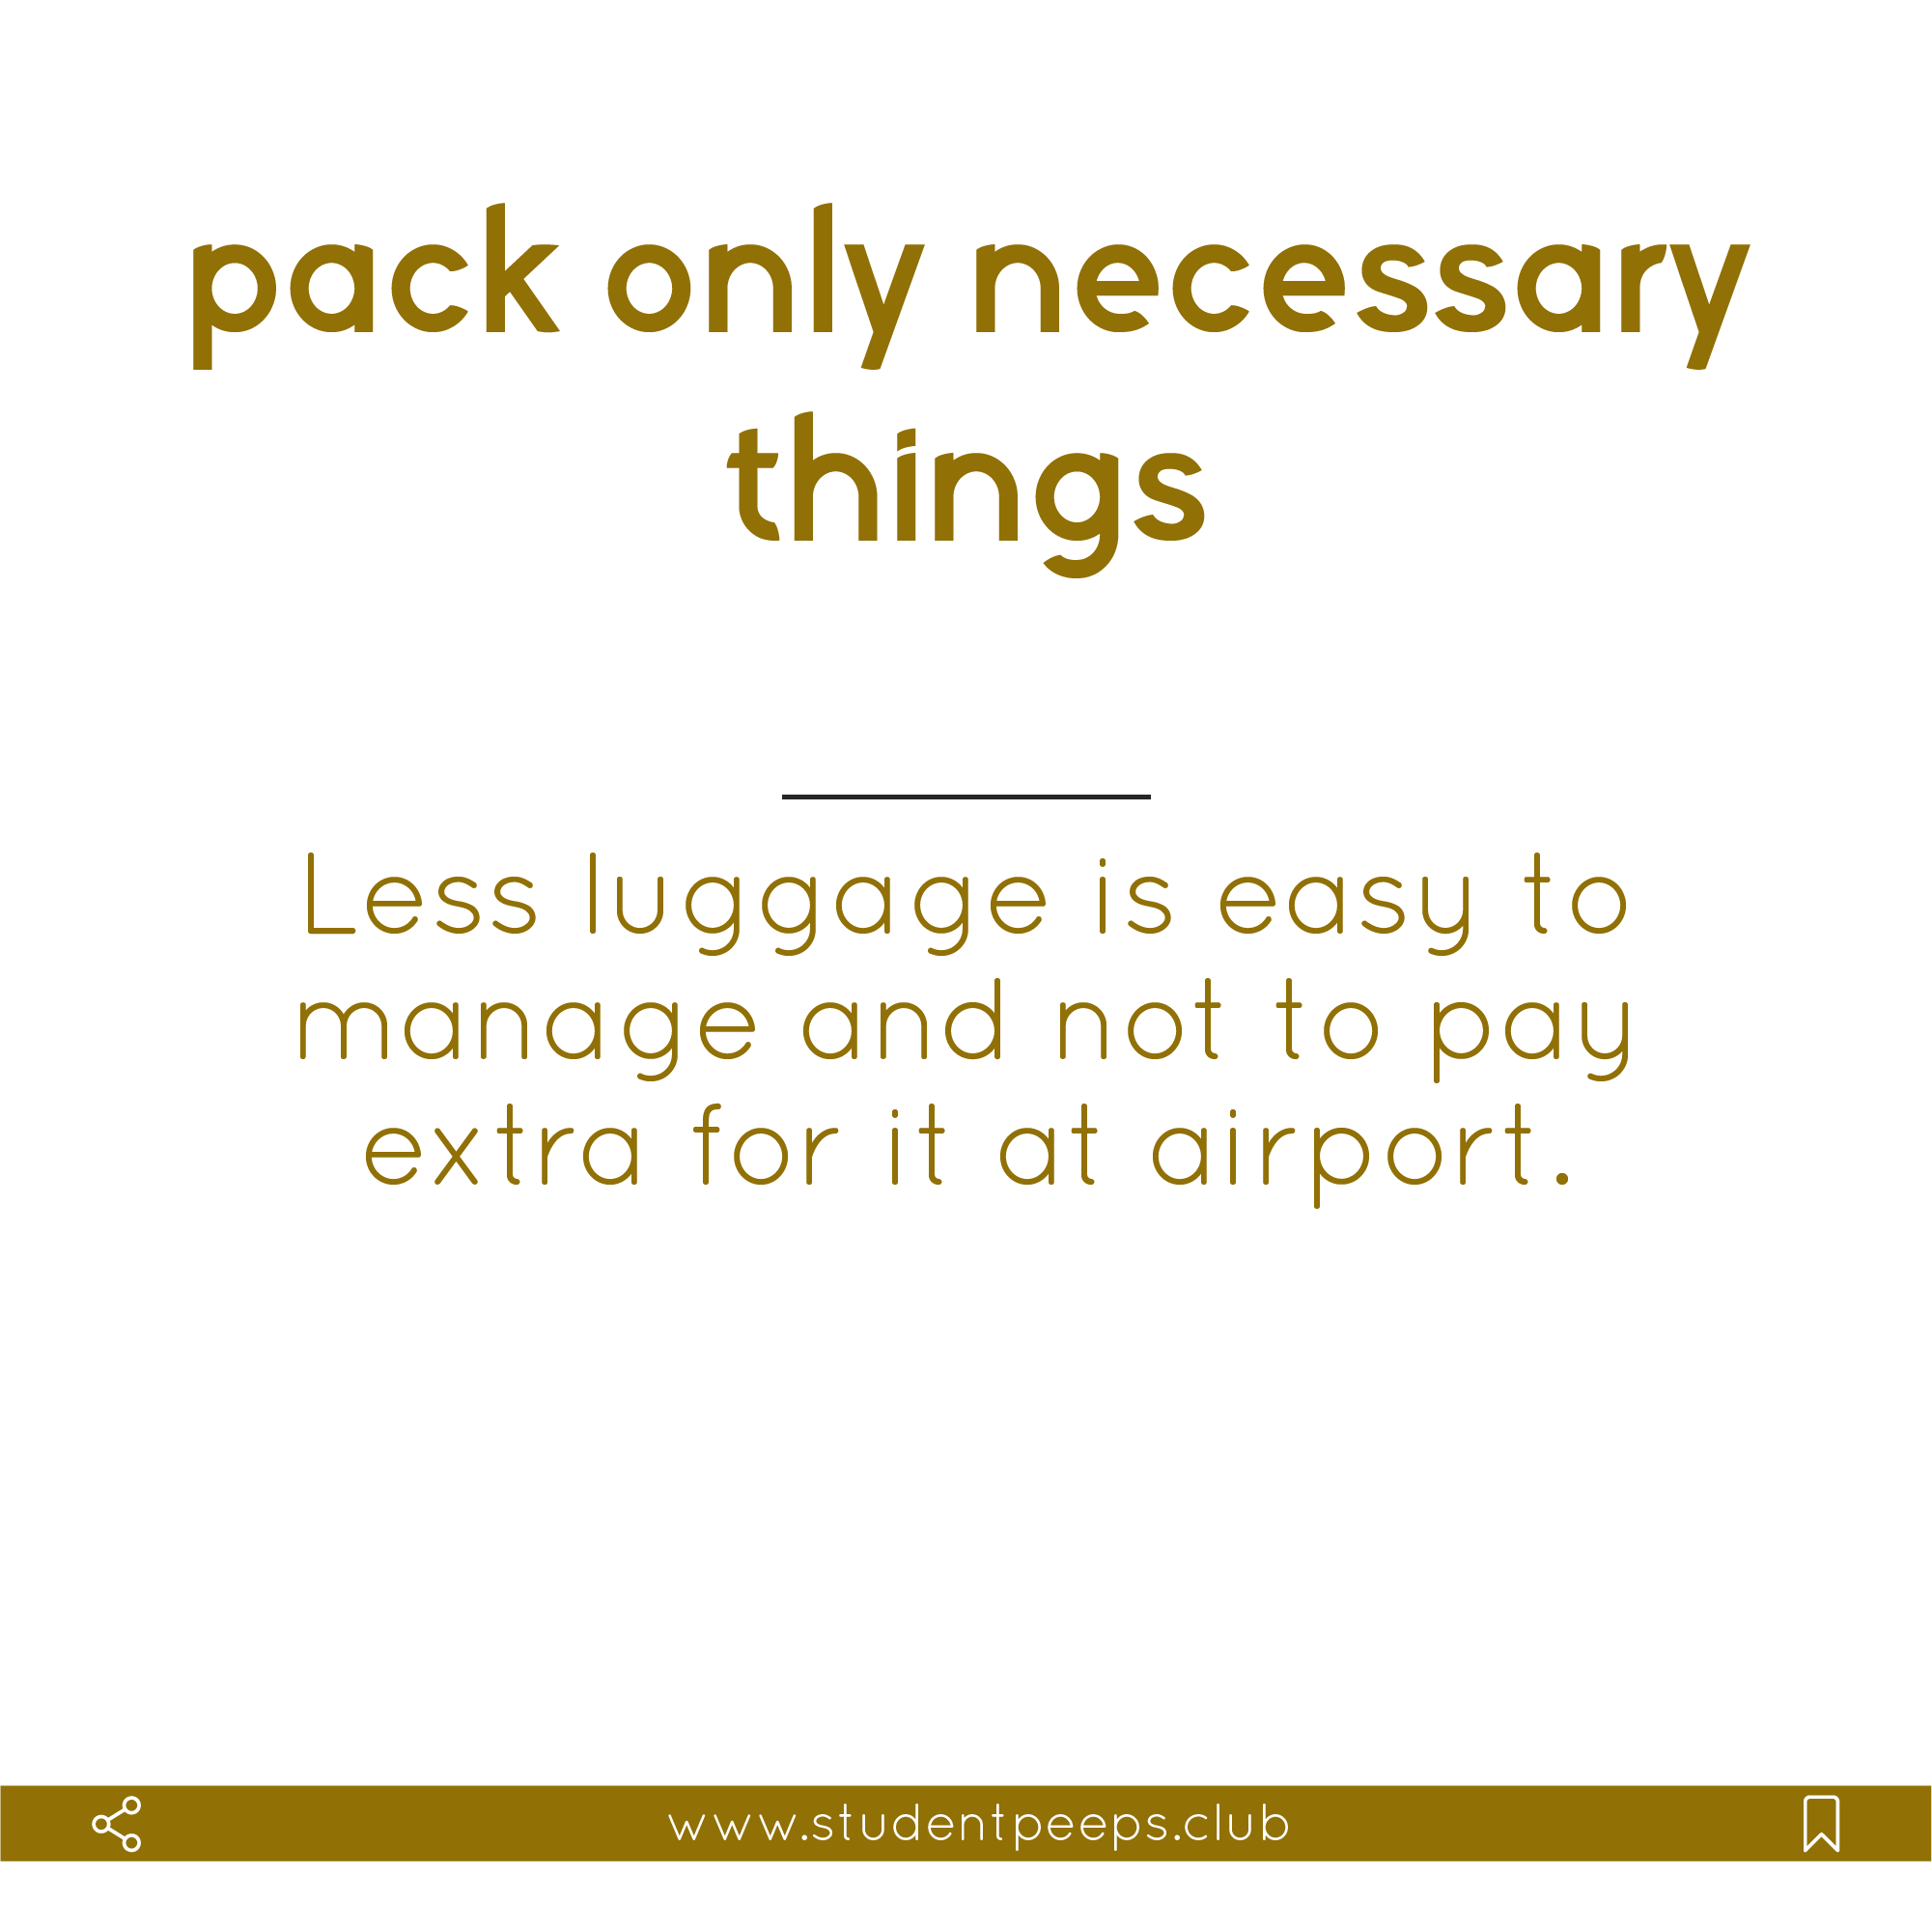 pack only necessary
things
Less luggage is easy to
manage and not to pay
extra for it at airport.
www.studentpeeps.club